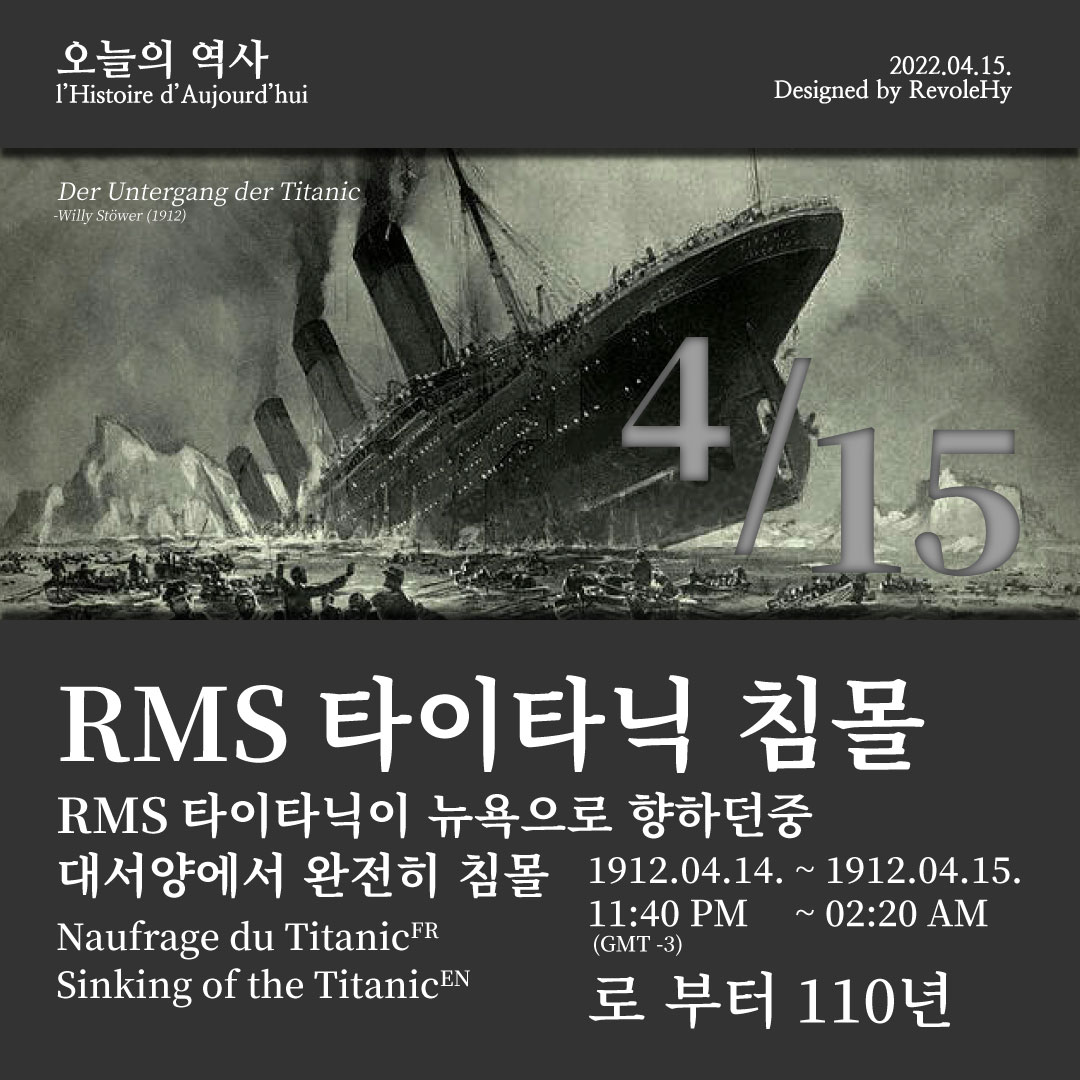 오늘의 역사
l'Histoire d'Aujourd'hui
2022.04.15.
Designed by RevoleHy
Der Untergang der Titanic
-Willy Stöwer (1912)
4/15
RMS 타이타닉 침몰
RMS 타이타닉이 뉴욕으로 향하던중
대서양에서 완전히 침몰
Naufrage du Titanicᶠᴿ
Sinking of the Titanicᴱᴺ
1912.04.14. ~ 1912.04.15.
11:40 PM ~ 02:20 AM
(GMT -3)
로 부터 110년